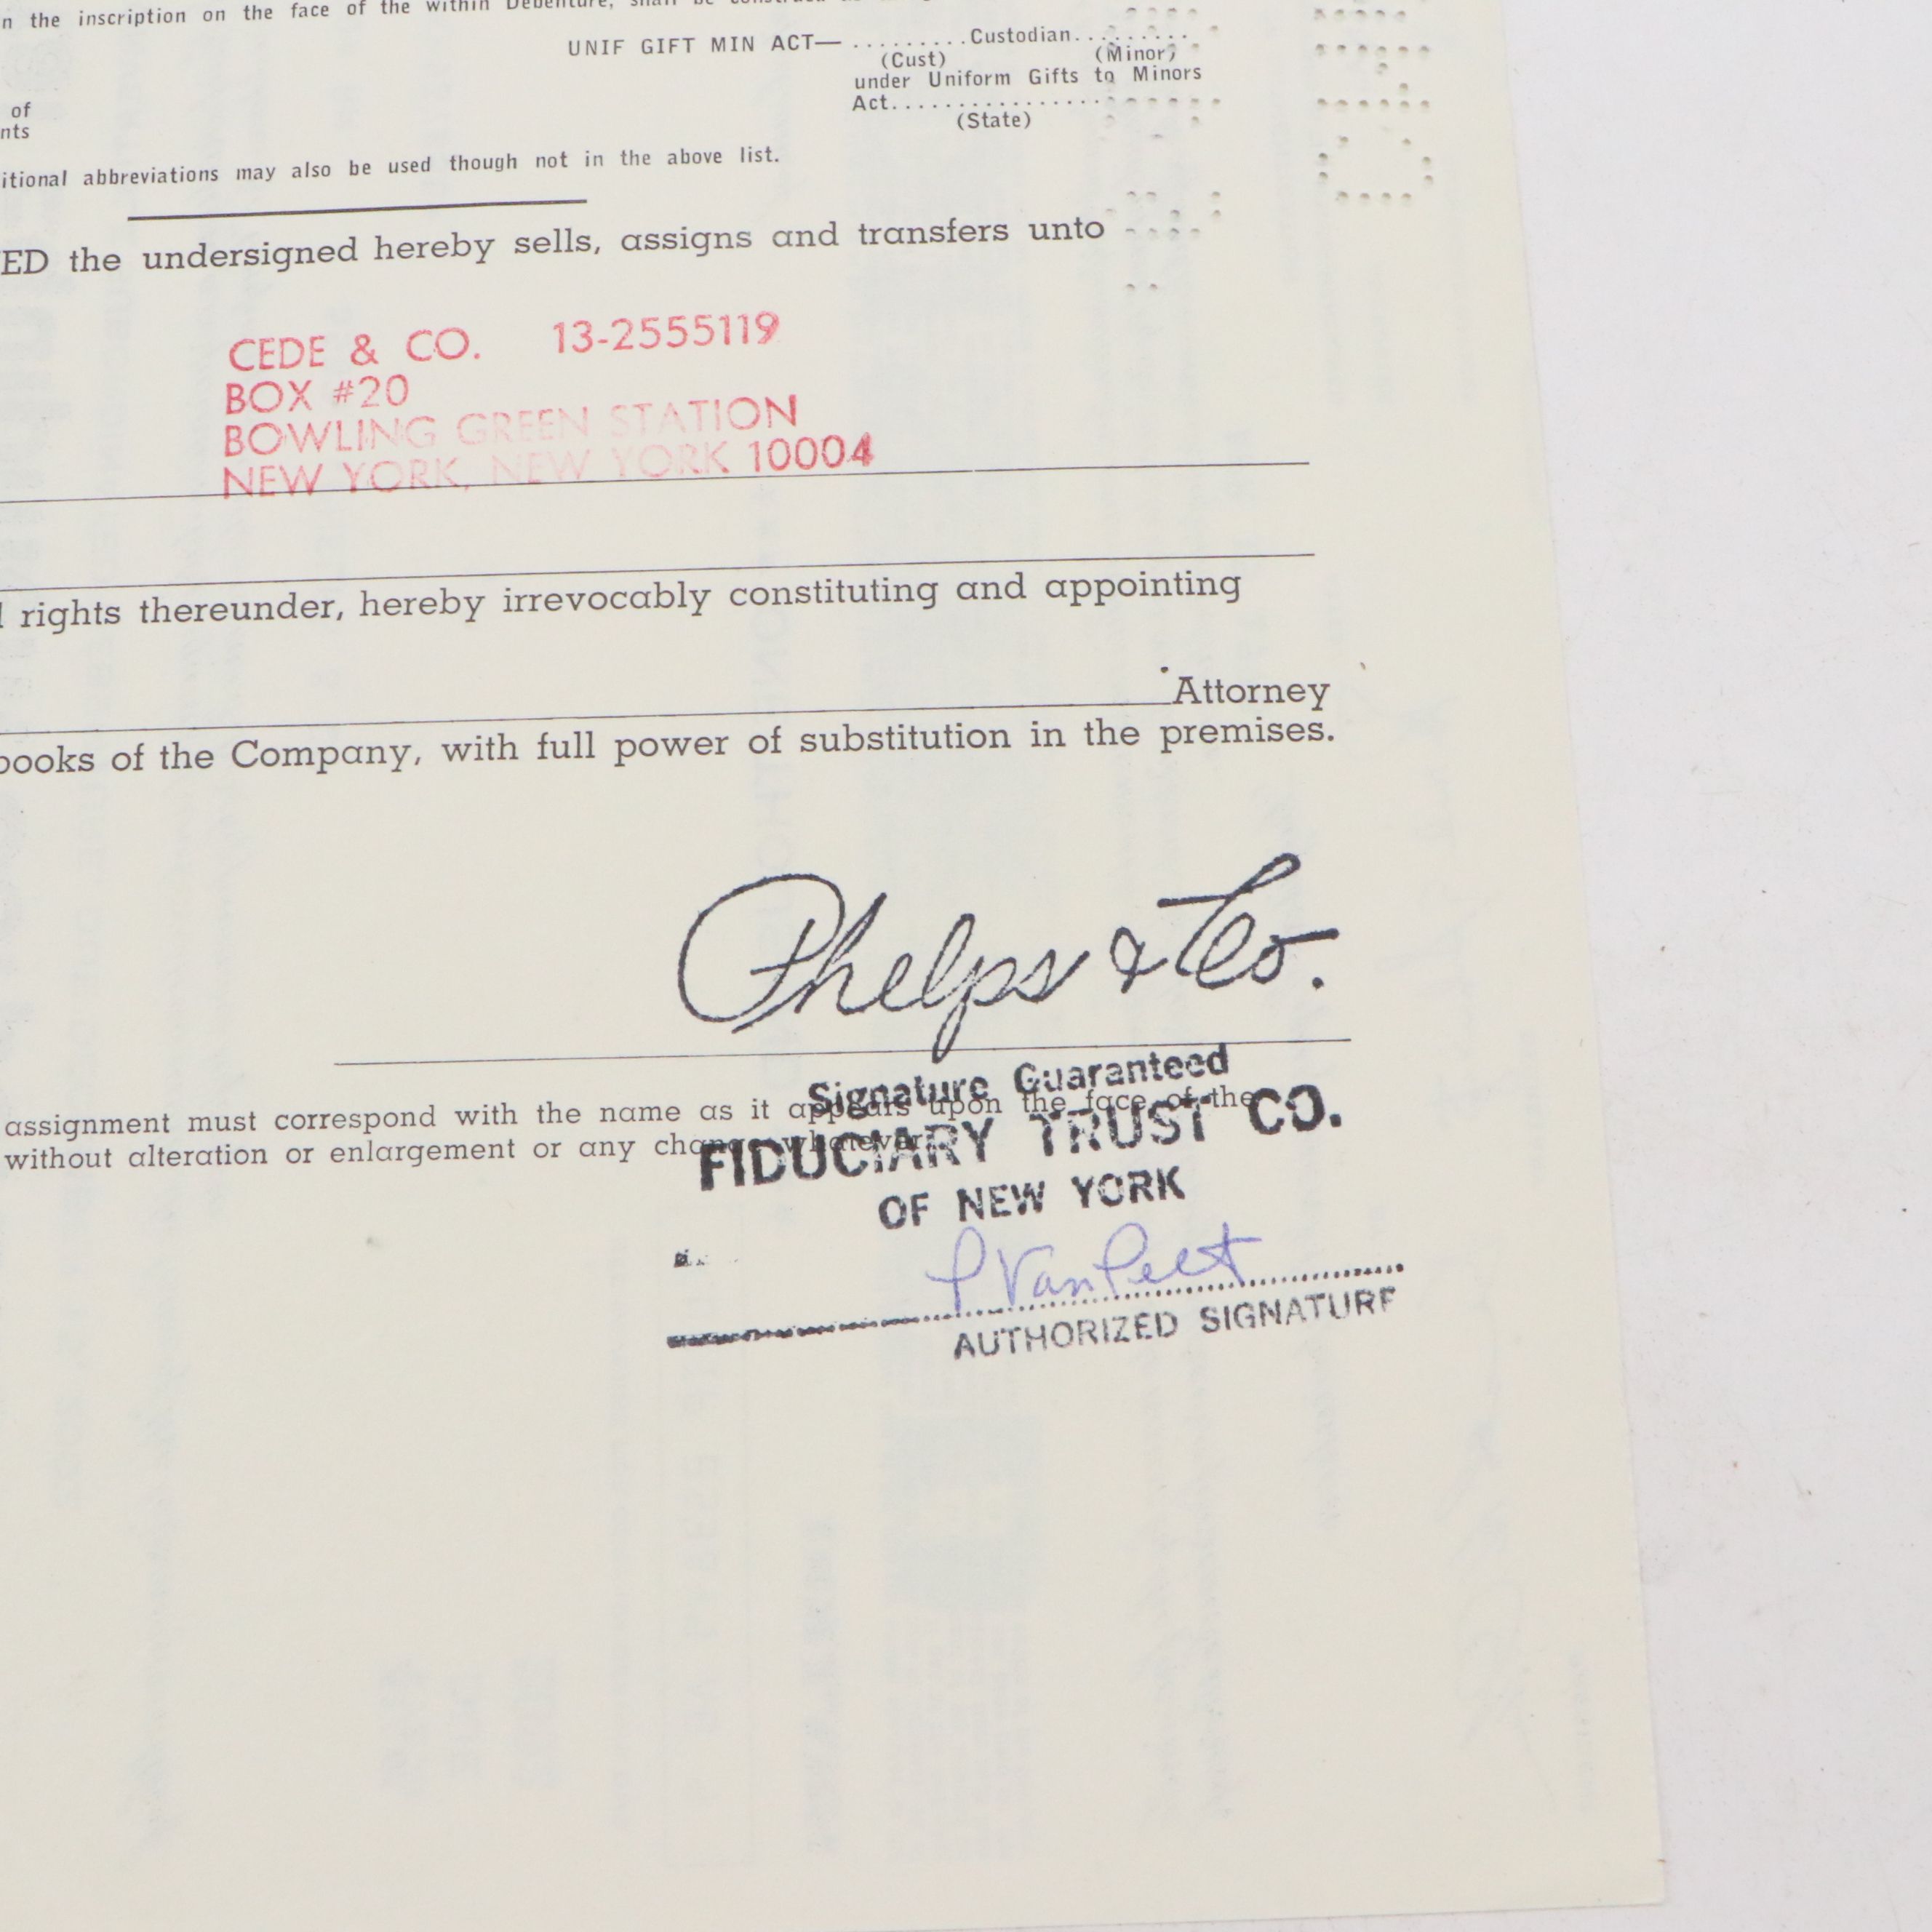 n the inscription on the face of the within Debenture, shall be
UNIF GIFT MIN ACT— .........Custodian.........
(Cust) (Minor)
under Uniform Gifts to Minors
Act................
(State)
of
nts
itional abbreviations may also be used though not in the above list.
ED the undersigned hereby sells, assigns and transfers unto
CEDE & CO. 13-2555119
BOX #20
BOWLING GREEN STATION
NEW YORK, NEW YORK 10004
rights thereunder, hereby irrevocably constituting and appointing
Attorney
books of the Company, with full power of substitution in the premises.
Phelps & Co.
Signature Guaranteed
assignment must correspond with the name as it appears upon the face of the
FIDUCIARY TRUST CO.
without alteration or enlargement or any change whatever
OF NEW YORK
P Van Pelt
AUTHORIZED SIGNATURE